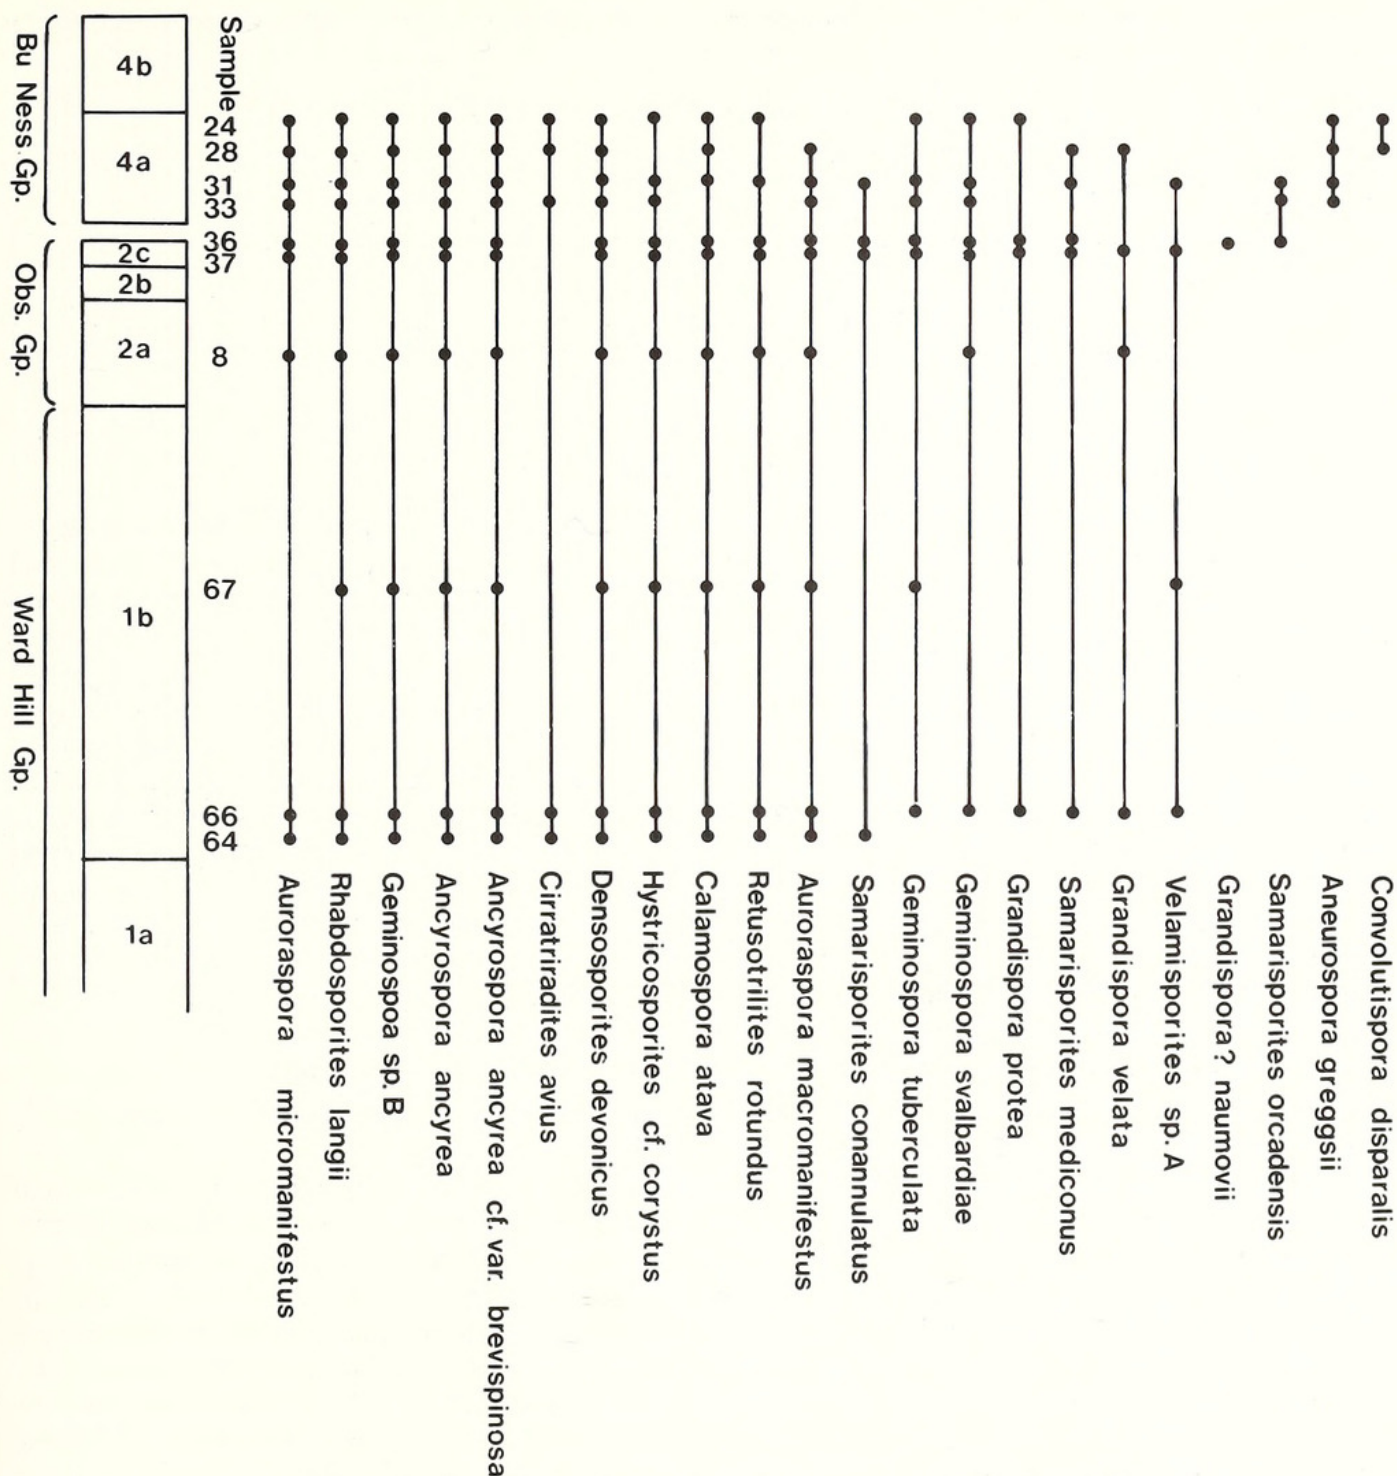 Bu Ness Gp.
Obs. Gp.
Ward Hill Gp.
4b
4a
2c
2b
2a
1b
1a
Sample
24
28
31
33
36
37
8
67
66
64
Auroraspora micromanifestus
Rhabdosporites langii
Geminospoa sp. B
Ancyrospora ancyrea
Ancyrospora ancyrea cf. var. brevispinosa
Cirratriradites avius
Densosporites devonicus
Hystricosporites cf. corystus
Calamospora atava
Retusotrilites rotundus
Auroraspora macromanifestus
Samarisporites conannulatus
Geminospora tuberculata
Geminospora svalbardiae
Grandispora protea
Samarisporites mediconus
Grandispora velata
Velamisporites sp. A
Grandispora? naumovii
Samarisporites orcadensis
Aneurospora greggsii
Convolutispora disparalis